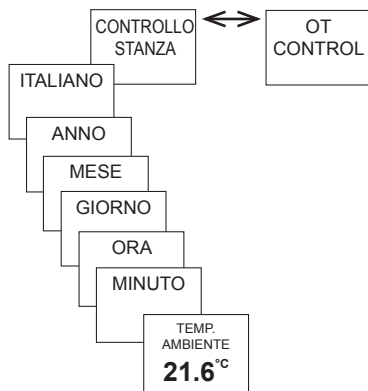 CONTROLLO
STANZA
OT
CONTROL
ITALIANO
ANNO
MESE
GIORNO
ORA
MINUTO
TEMP.
AMBIENTE
21.6°C